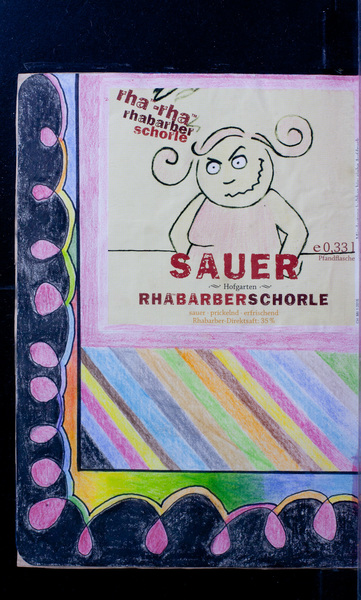 rha-rha
rhabarber
schorle
e 0,33 l
Pfandflasche
SAUER
Hofgarten
RHABARBERSCHORLE
sauer · prickelnd · erfrischend
Rhabarber-Direktsaft: 35 %